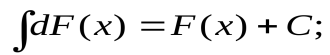 ∫dF(x) = F(x) + C;